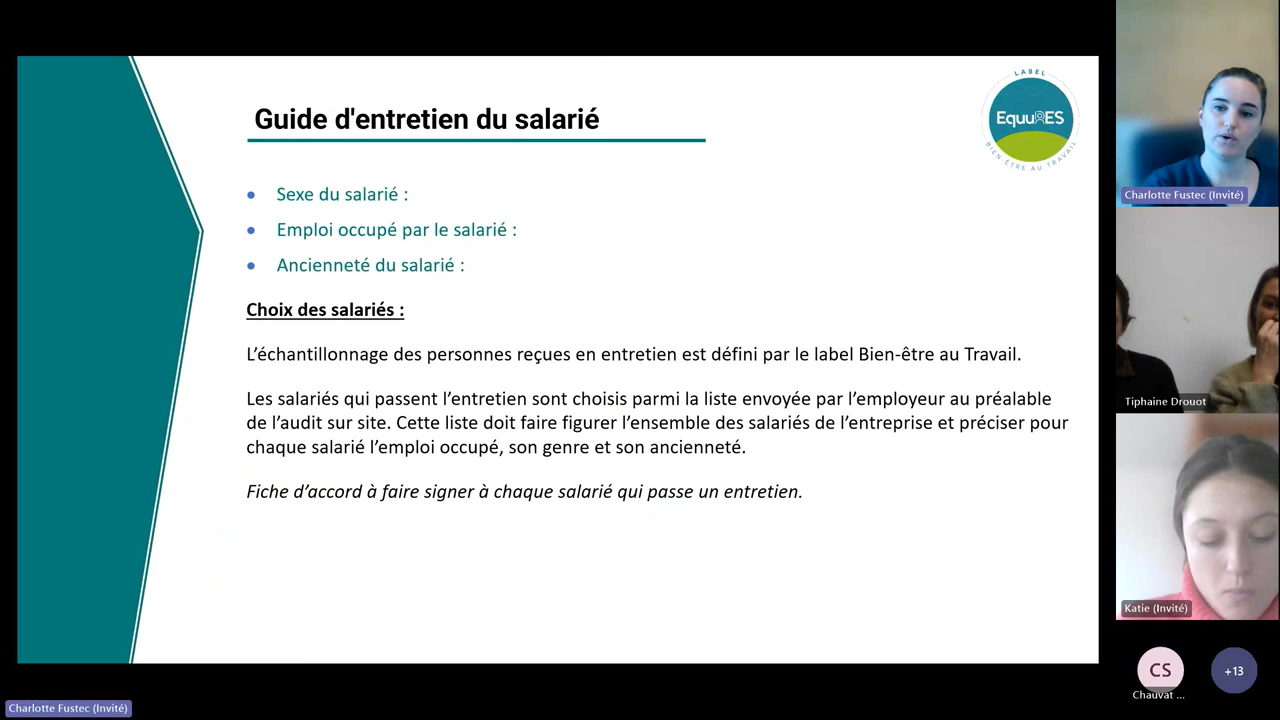 Guide d'entretien du salarié
LABEL
EquuRES
BIEN-ÊTRE AU TRAVAIL
Sexe du salarié :
Emploi occupé par le salarié :
Ancienneté du salarié :
Choix des salariés :
L’échantillonnage des personnes reçues en entretien est défini par le label Bien-être au Travail.
Les salariés qui passent l’entretien sont choisis parmi la liste envoyée par l’employeur au préalable
de l’audit sur site. Cette liste doit faire figurer l’ensemble des salariés de l’entreprise et préciser pour
chaque salarié l’emploi occupé, son genre et son ancienneté.
Fiche d’accord à faire signer à chaque salarié qui passe un entretien.
Charlotte Fustec (Invité)
Tiphaine Drouot
Katie (Invité)
CS
+13
Chauvat ...
Charlotte Fustec (Invité)